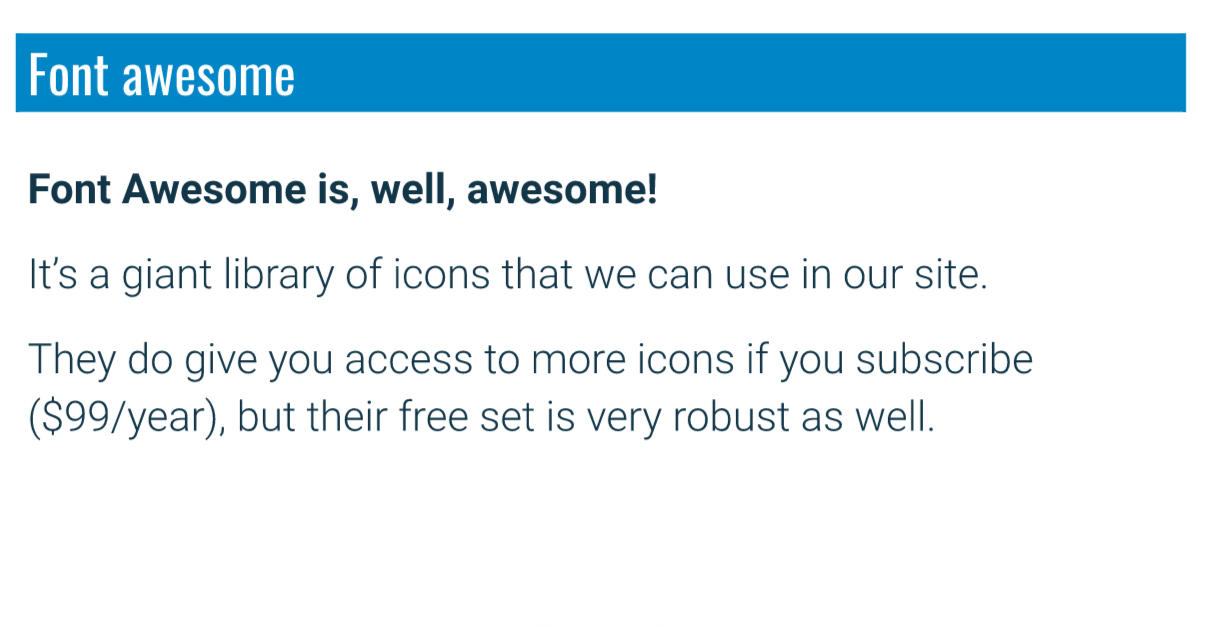 Font awesome
Font Awesome is, well, awesome!
It’s a giant library of icons that we can use in our site.
They do give you access to more icons if you subscribe
($99/year), but their free set is very robust as well.